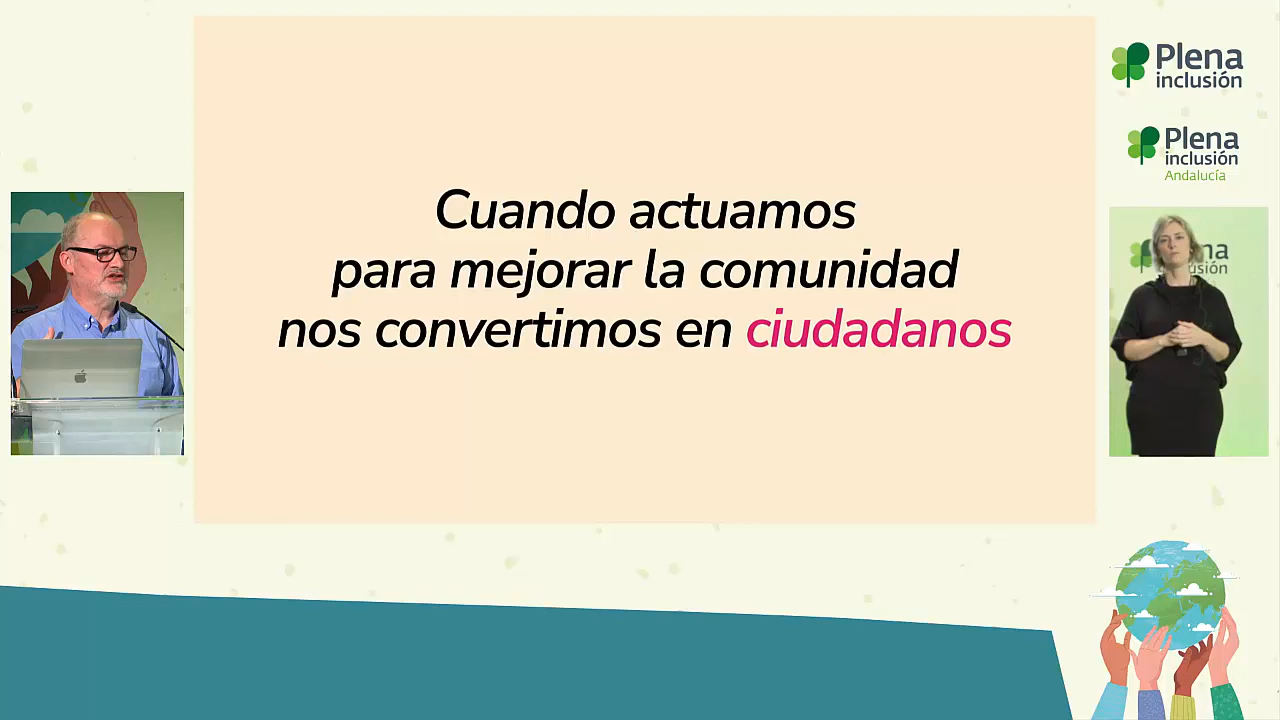 Plena
inclusión
Plena
inclusión
Andalucía
Cuando actuamos
para mejorar la comunidad
nos convertimos en ciudadanos